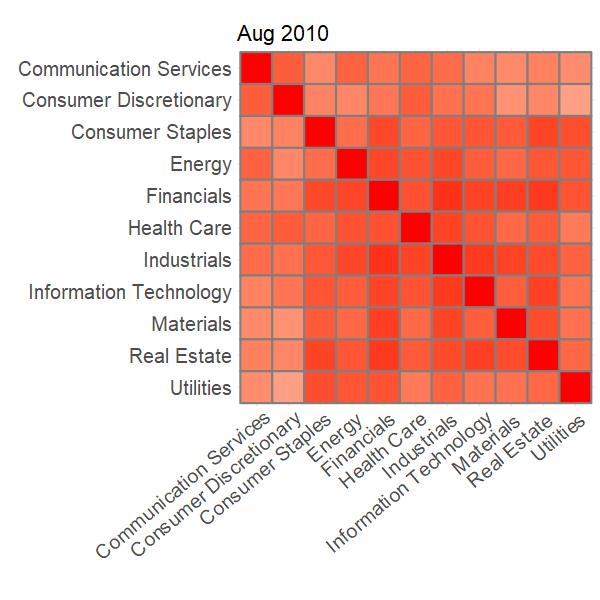 Aug 2010
Communication Services
Consumer Discretionary
Consumer Staples
Energy
Financials
Health Care
Industrials
Information Technology
Materials
Real Estate
Utilities
Communication Services
Consumer Discretionary
Consumer Staples
Energy
Financials
Health Care
Industrials
Information Technology
Materials
Real Estate
Utilities